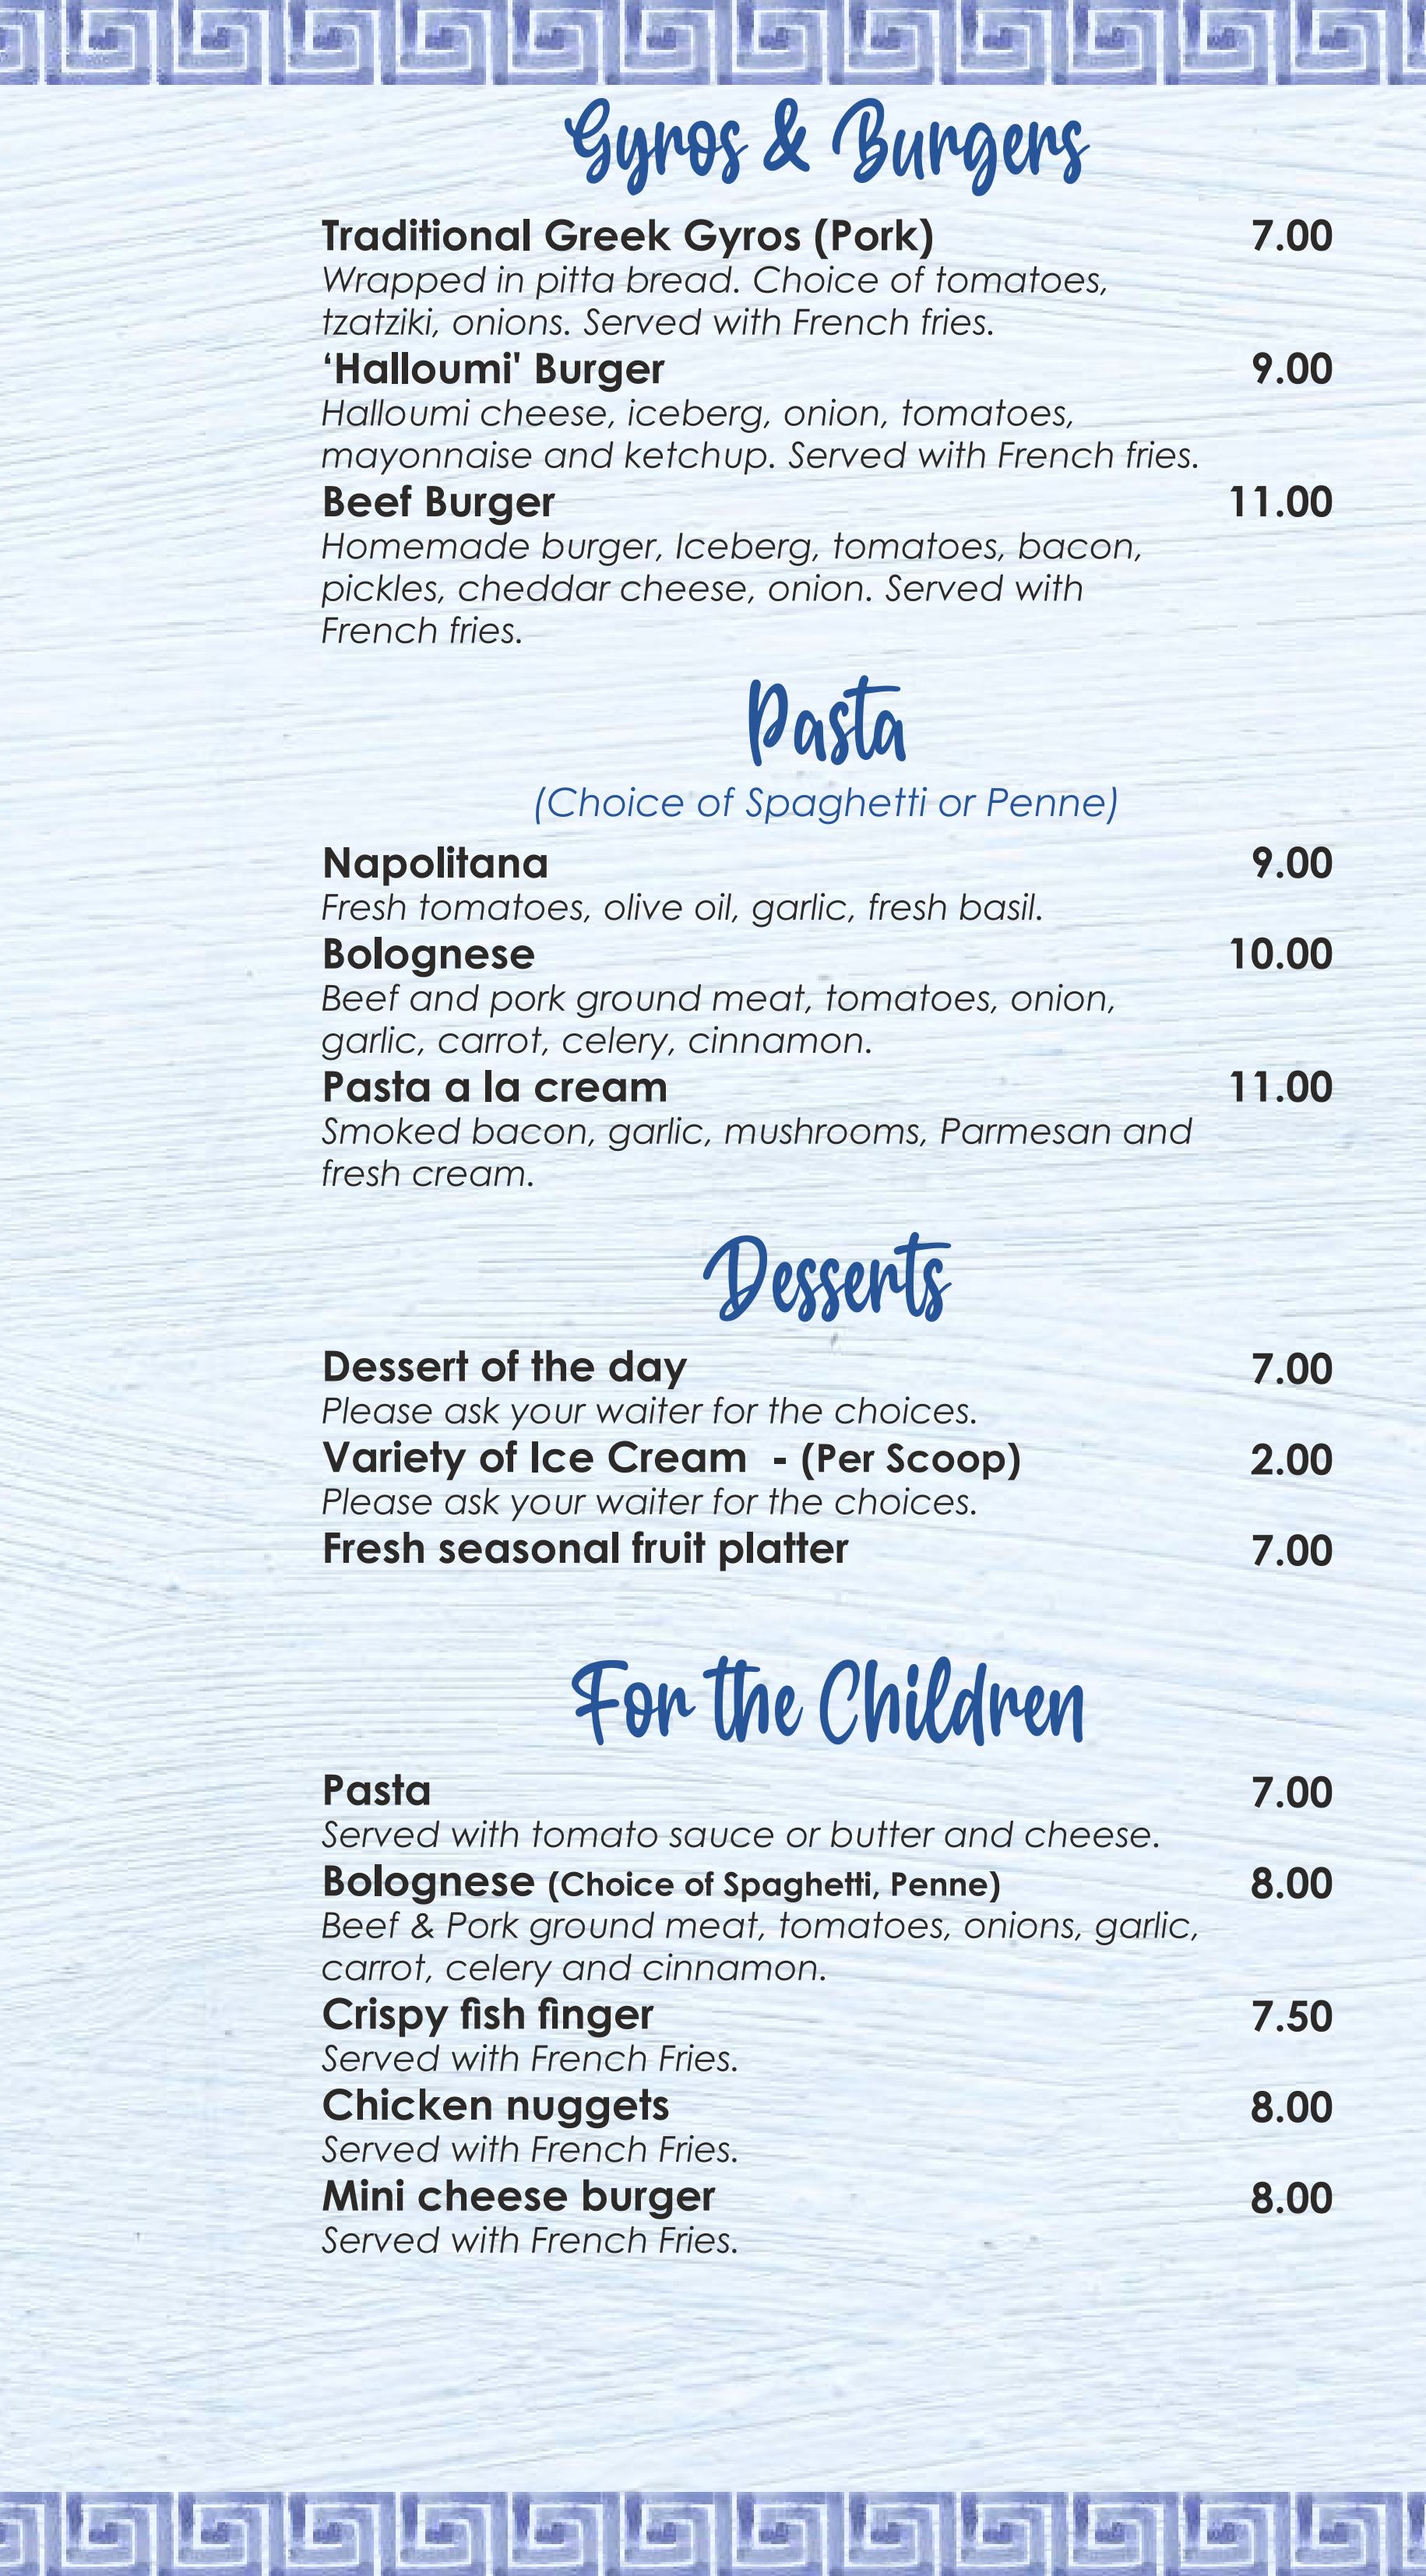 Gyros & Burgers
Traditional Greek Gyros (Pork) 7.00
Wrapped in pitta bread. Choice of tomatoes,
tzatziki, onions. Served with French fries.
‘Halloumi' Burger 9.00
Halloumi cheese, iceberg, onion, tomatoes,
mayonnaise and ketchup. Served with French fries.
Beef Burger 11.00
Homemade burger, Iceberg, tomatoes, bacon,
pickles, cheddar cheese, onion. Served with
French fries.
Pasta
(Choice of Spaghetti or Penne)
Napolitana 9.00
Fresh tomatoes, olive oil, garlic, fresh basil.
Bolognese 10.00
Beef and pork ground meat, tomatoes, onion,
garlic, carrot, celery, cinnamon.
Pasta a la cream 11.00
Smoked bacon, garlic, mushrooms, Parmesan and
fresh cream.
Desserts
Dessert of the day 7.00
Please ask your waiter for the choices.
Variety of Ice Cream - (Per Scoop) 2.00
Please ask your waiter for the choices.
Fresh seasonal fruit platter 7.00
For the Children
Pasta 7.00
Served with tomato sauce or butter and cheese.
Bolognese (Choice of Spaghetti, Penne) 8.00
Beef & Pork ground meat, tomatoes, onions, garlic,
carrot, celery and cinnamon.
Crispy fish finger 7.50
Served with French Fries.
Chicken nuggets 8.00
Served with French Fries.
Mini cheese burger 8.00
Served with French Fries.